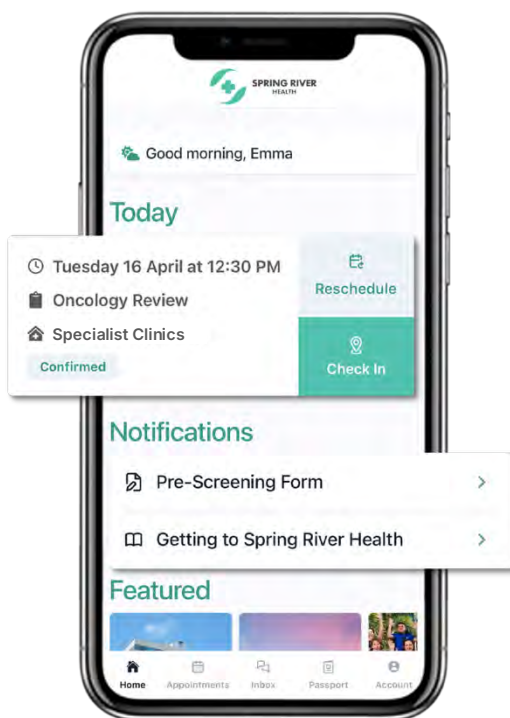 SPRING RIVER
HEALTH
Good morning, Emma
Today
Tuesday 16 April at 12:30 PM
Reschedule
Oncology Review
Specialist Clinics
Confirmed
Check In
Notifications
Pre-Screening Form
Getting to Spring River Health
Featured
Home Appointments Inbox Passport Account